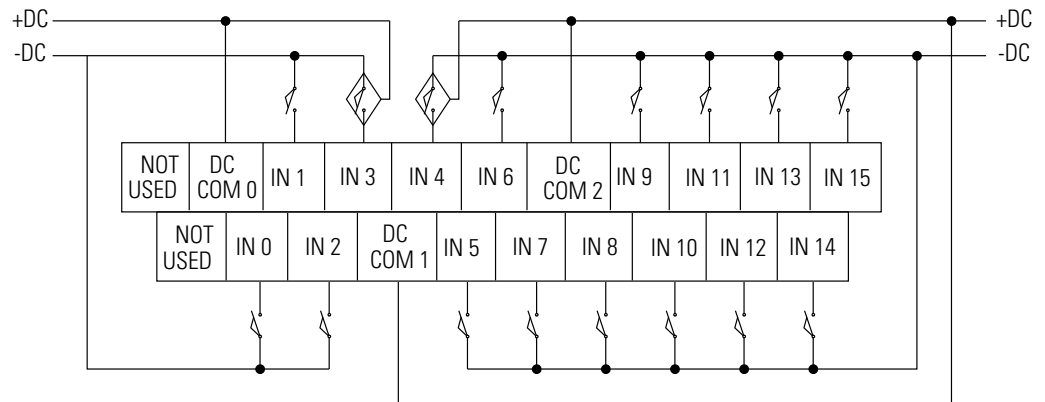 +DC
+DC
-DC
-DC
NOT
USED
DC
COM 0
IN 1
IN 3
IN 4
IN 6
DC
COM 2
IN 9
IN 11
IN 13
IN 15
NOT
USED
IN 0
IN 2
DC
COM 1
IN 5
IN 7
IN 8
IN 10
IN 12
IN 14